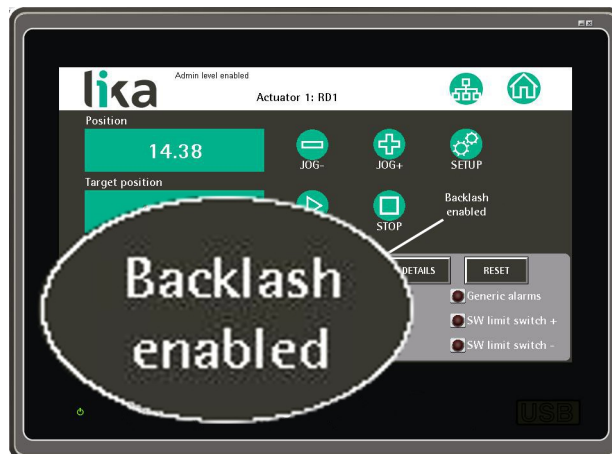 lika
Admin level enabled
Actuator 1: RD1
Position
14.38
JOG-
JOG+
SETUP
Target position
STOP
Backlash
enabled
DETAILS
RESET
Generic alarms
SW limit switch +
SW limit switch -
Backlash
enabled
USB